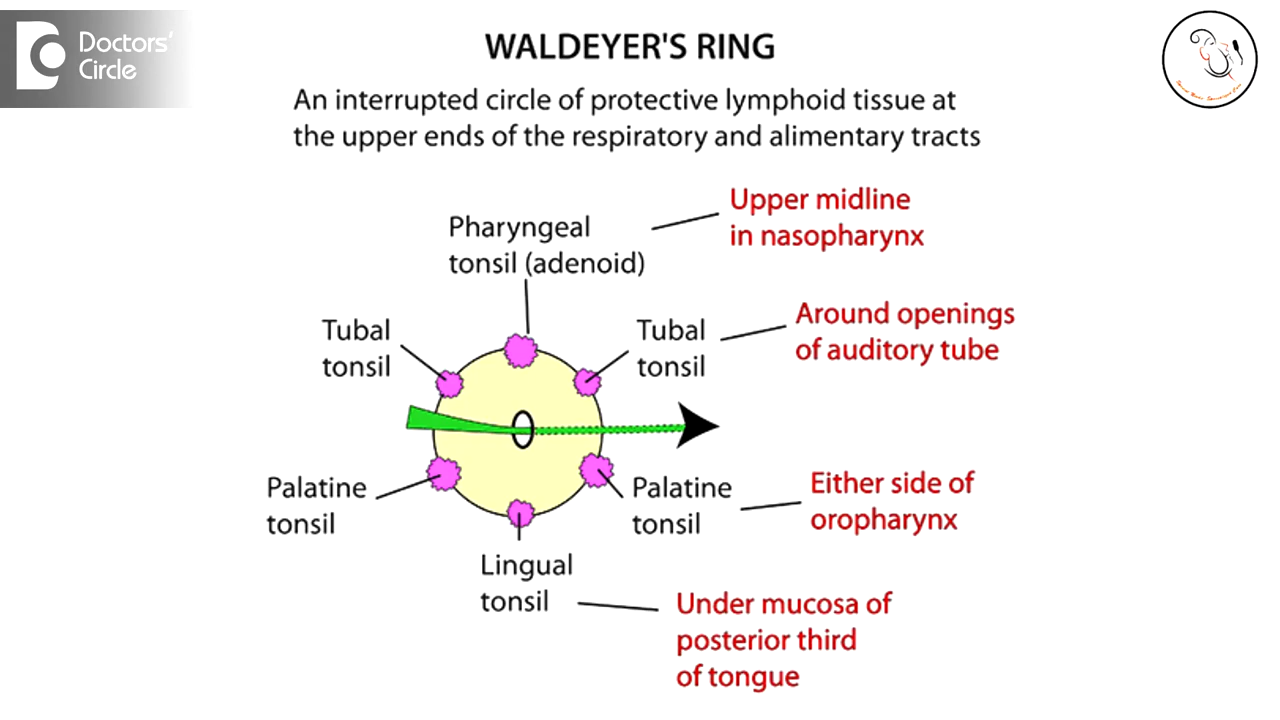 Doctors'
Circle
WALDEYER'S RING
An interrupted circle of protective lymphoid tissue at
the upper ends of the respiratory and alimentary tracts
Upper midline
in nasopharynx
Pharyngeal
tonsil (adenoid)
Tubal
tonsil
Tubal
tonsil
Around openings
of auditory tube
Palatine
tonsil
Palatine
tonsil
Either side of
oropharynx
Lingual
tonsil
Under mucosa of
posterior third
of tongue